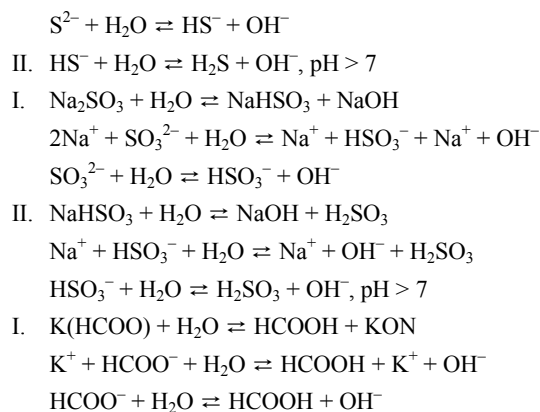 S²⁻ + H₂O ⇄ HS⁻ + OH⁻
II. HS⁻ + H₂O ⇄ H₂S + OH⁻, pH > 7
I. Na₂SO₃ + H₂O ⇄ NaHSO₃ + NaOH
2Na⁺ + SO₃²⁻ + H₂O ⇄ Na⁺ + HSO₃⁻ + Na⁺ + OH⁻
SO₃²⁻ + H₂O ⇄ HSO₃⁻ + OH⁻
II. NaHSO₃ + H₂O ⇄ NaOH + H₂SO₃
Na⁺ + HSO₃⁻ + H₂O ⇄ Na⁺ + OH⁻ + H₂SO₃
HSO₃⁻ + H₂O ⇄ H₂SO₃ + OH⁻, pH > 7
I. K(HCOO) + H₂O ⇄ HCOOH + KON
K⁺ + HCOO⁻ + H₂O ⇄ HCOOH + K⁺ + OH⁻
HCOO⁻ + H₂O ⇄ HCOOH + OH⁻